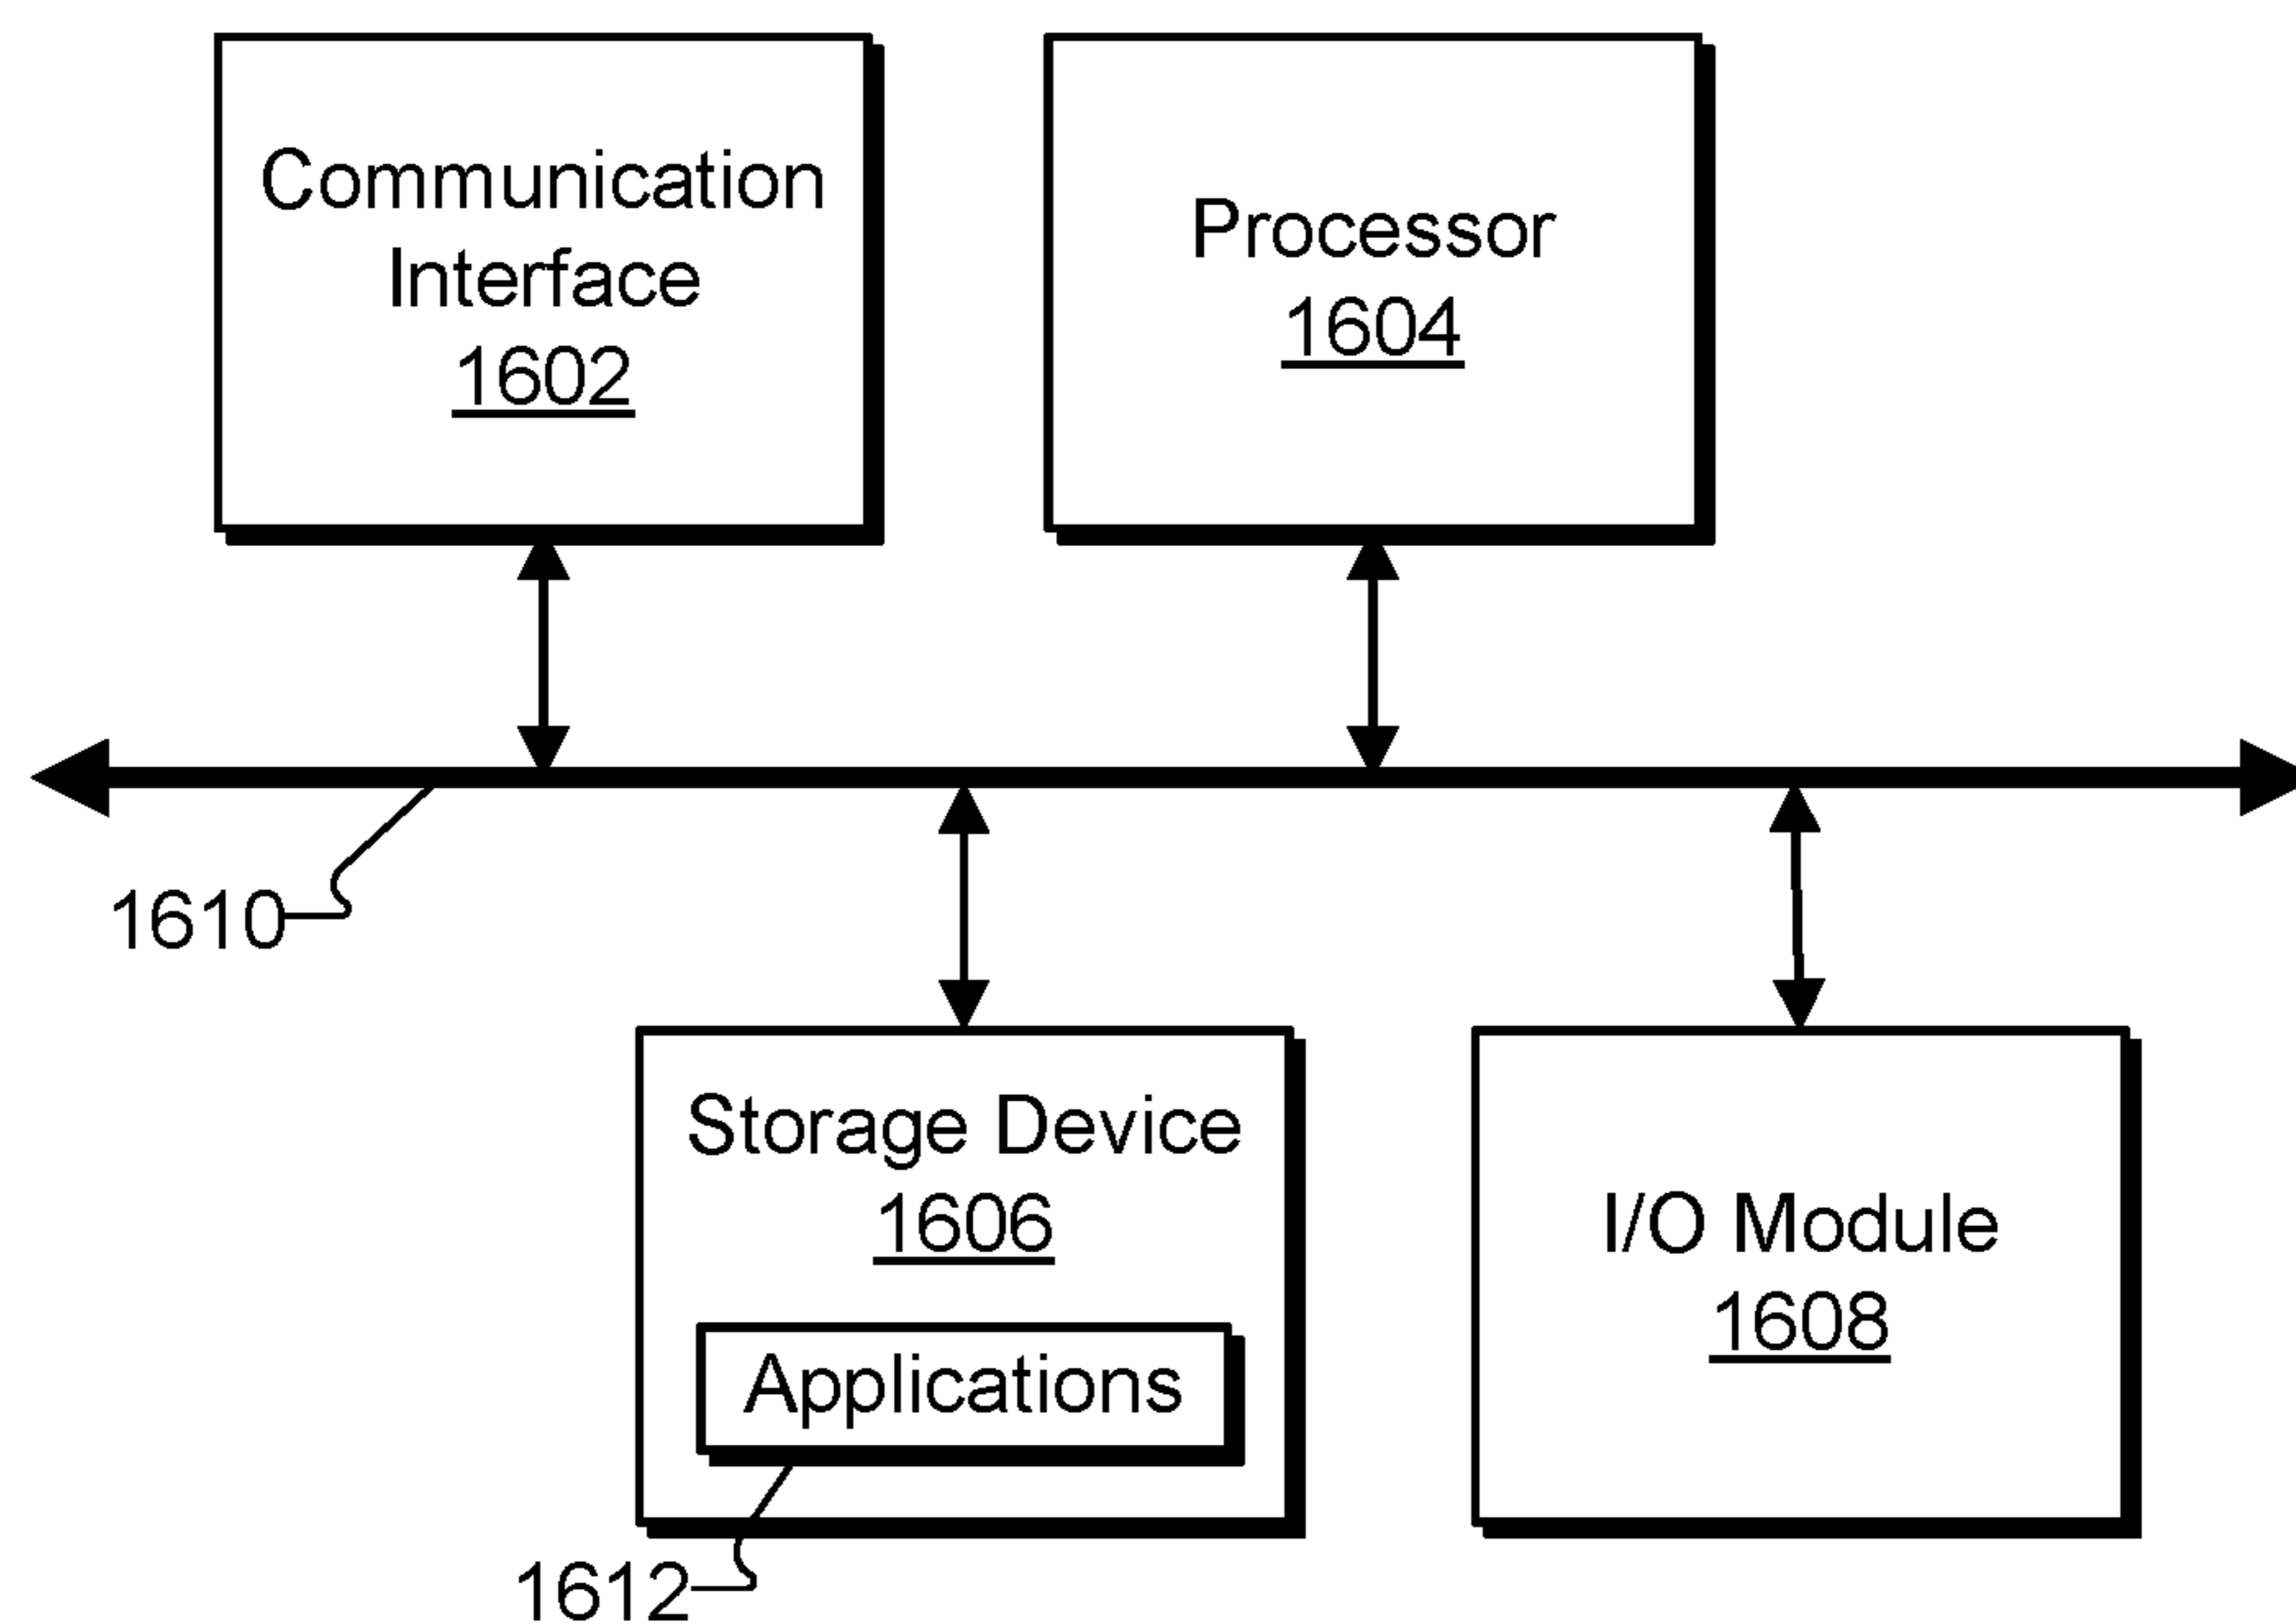 Communication
Interface
1602
Processor
1604
1610
Storage Device
1606
Applications
1612
I/O Module
1608